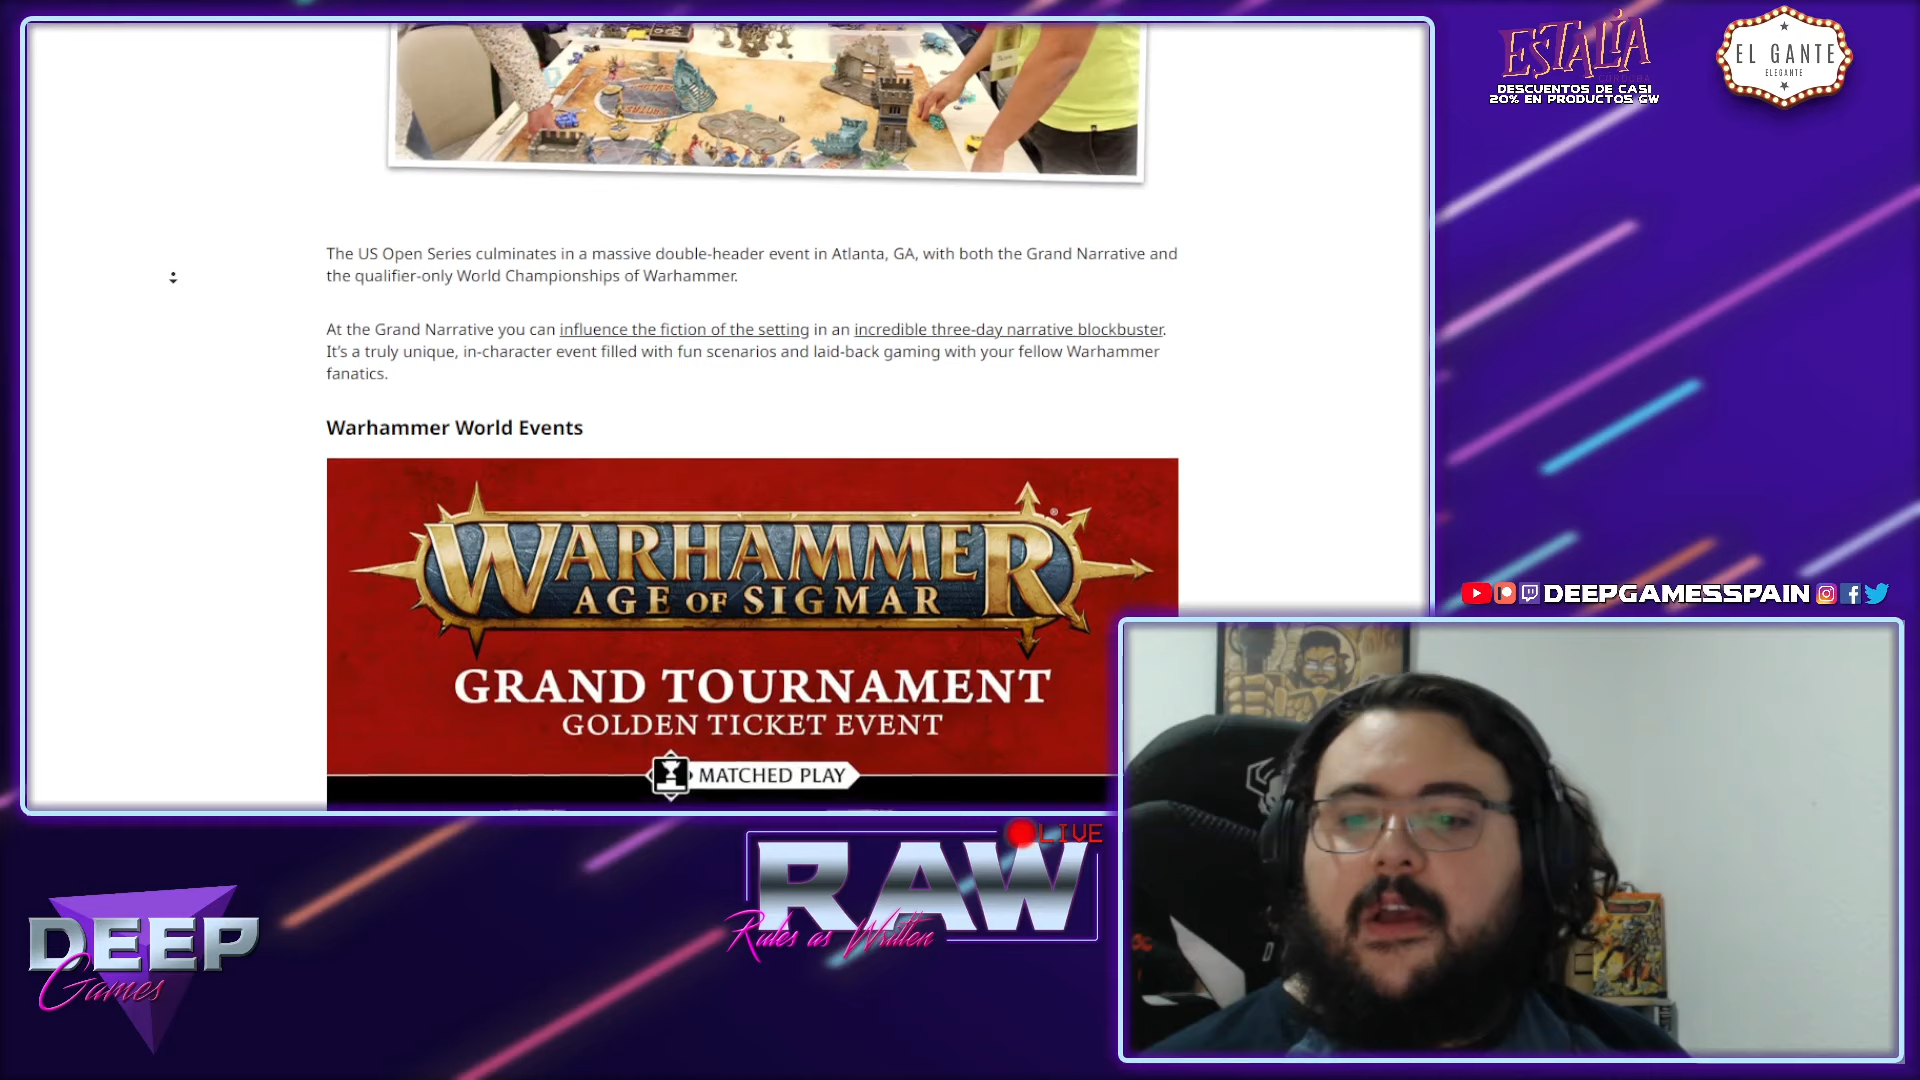 ESTALIA
CÓRDOBA
DESCUENTOS DE CASI
20% EN PRODUCTOS GW
EL GANTE
ELEGANTE
The US Open Series culminates in a massive double-header event in Atlanta, GA, with both the Grand Narrative and
the qualifier-only World Championships of Warhammer.
At the Grand Narrative you can influence the fiction of the setting in an incredible three-day narrative blockbuster.
It's a truly unique, in-character event filled with fun scenarios and laid-back gaming with your fellow Warhammer
fanatics.
Warhammer World Events
WARHAMMER
®
AGE OF SIGMAR
GRAND TOURNAMENT
GOLDEN TICKET EVENT
MATCHED PLAY
DEEPGAMESSPAIN
LIVE
RAW
Rules as Written
DEEP
Games